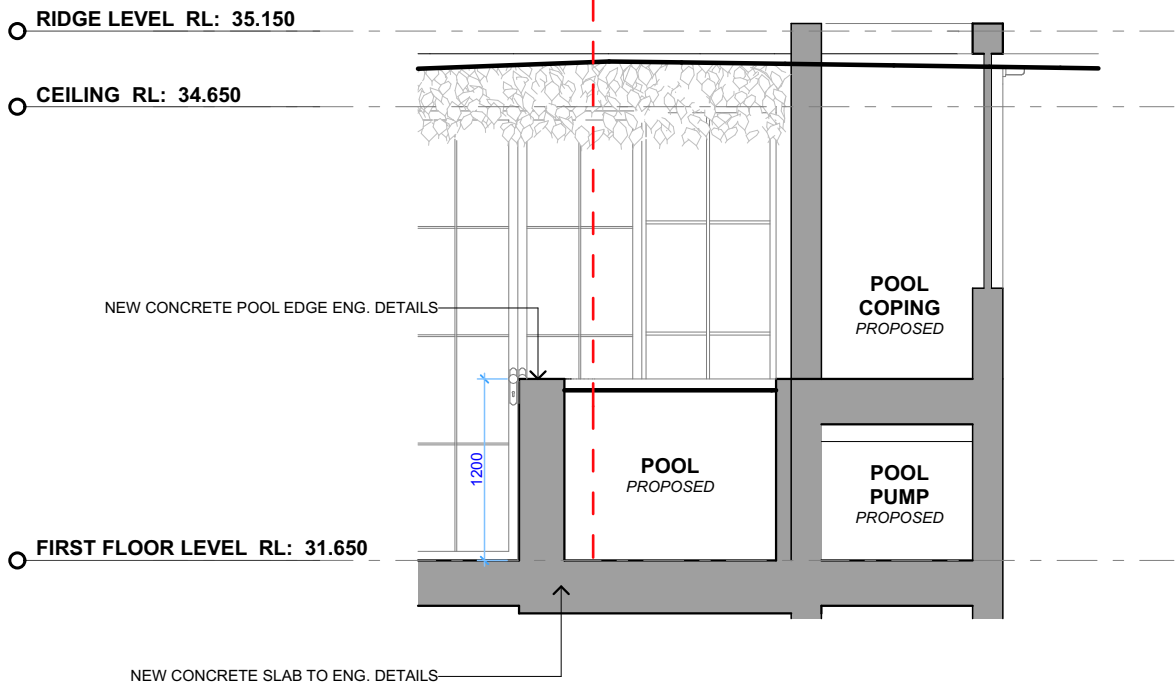 RIDGE LEVEL RL: 35.150
CEILING RL: 34.650
POOL
COPING
PROPOSED
NEW CONCRETE POOL EDGE ENG. DETAILS
1200
POOL
PROPOSED
POOL
PUMP
PROPOSED
FIRST FLOOR LEVEL RL: 31.650
NEW CONCRETE SLAB TO ENG. DETAILS